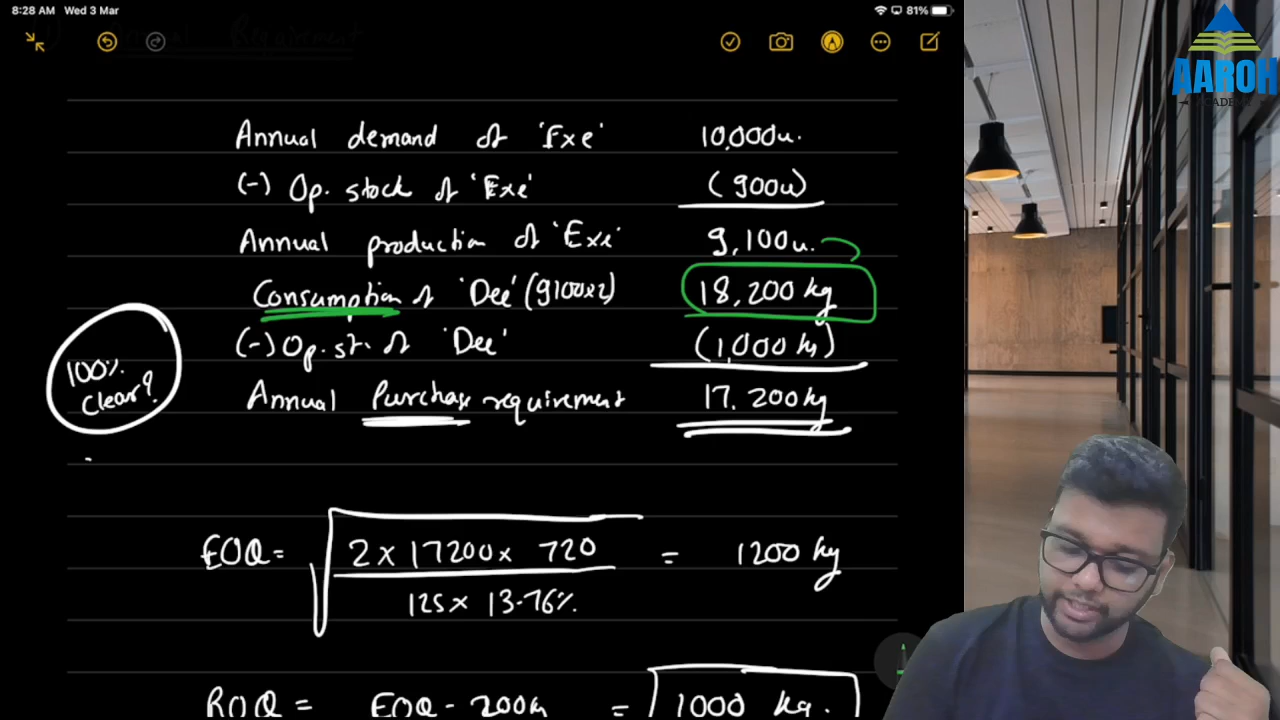 8:28 AM Wed 3 Mar
81%
AAROH
Annual Requirement
Annual demand of 'Exe' 10,000u.
(-) Op. stock of 'Exe' (900u)
Annual production of 'Exe' 9,100u.
Consumption of 'Dee' (9100x2) 18,200 kg
(-) Op. st. of 'Dee' (1,000 kg)
100% clear?
Annual Purchase requirement 17,200 kg
EOQ = 2 x 17200 x 720 = 1200 kg
125 x 13.76%
ROQ = EOQ - 200kg = 1000 kg.